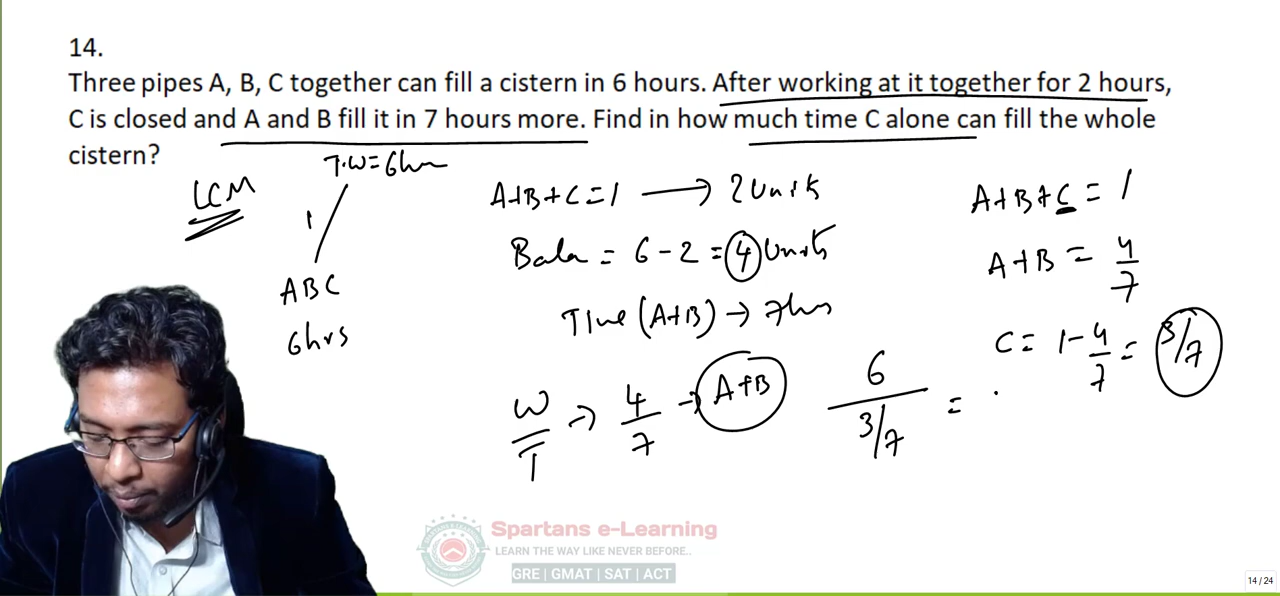 14.
Three pipes A, B, C together can fill a cistern in 6 hours. After working at it together for 2 hours,
C is closed and A and B fill it in 7 hours more. Find in how much time C alone can fill the whole
cistern?
LCM
T.W=6hr
1
ABC
6hrs
A+B+C=1 → 2 Units
Bala = 6-2 = 4 Units
Time (A+B) → 7hrs
W/T → 4/7 → A+B
6/(3/7) =
A+B+C = 1
A+B = 4/7
C = 1-4/7 = 3/7
Spartans e-Learning
LEARN THE WAY LIKE NEVER BEFORE..
GRE | GMAT | SAT | ACT
14 / 24